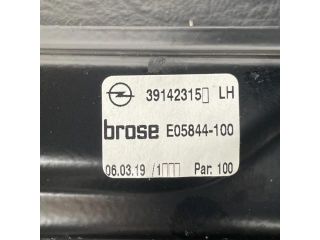 39142315▯ LH
brose E05844-100
06.03.19 /1▯▯▯ Par: 100